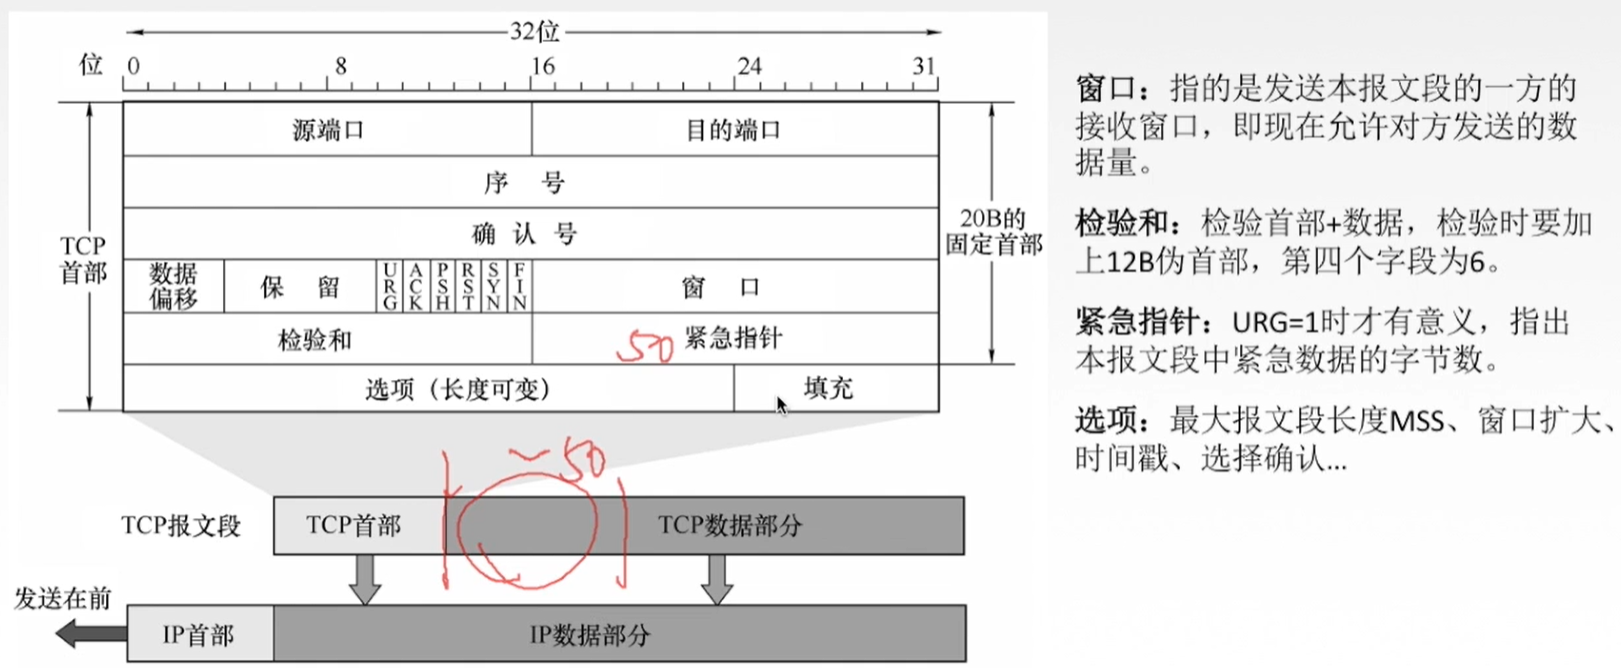 32位
位 0 8 16 24 31
源端口 目的端口
序 号
确 认 号
数据偏移 保 留 URG ACK PSH RST SYN FIN 窗 口
检验和 50 紧急指针
选项（长度可变） 填充
TCP
首部
20B的
固定首部
~50
TCP报文段 TCP首部 TCP数据部分
发送在前
IP首部 IP数据部分
窗口：指的是发送本报文段的一方的
接收窗口，即现在允许对方发送的数
据量。
检验和：检验首部+数据，检验时要加
上12B伪首部，第四个字段为6。
紧急指针：URG=1时才有意义，指出
本报文段中紧急数据的字节数。
选项：最大报文段长度MSS、窗口扩大、
时间戳、选择确认...